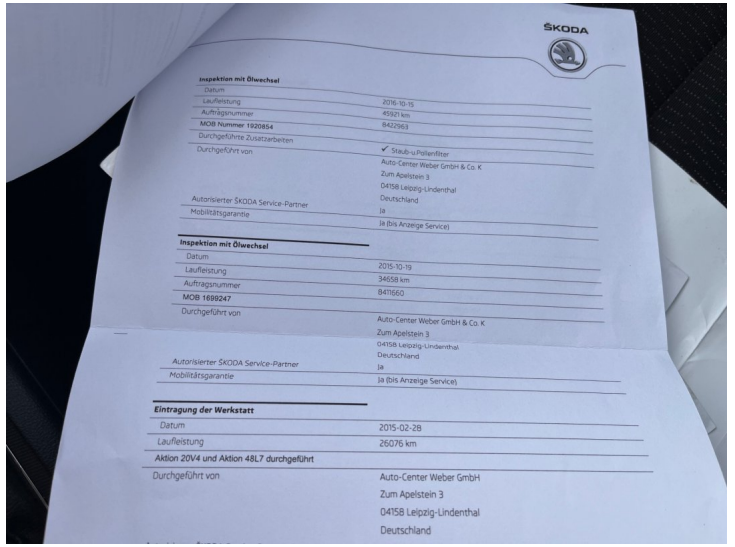 ŠKODA
Inspektion mit Ölwechsel
Datum 2016-10-15
Laufleistung 45921 km
Auftragsnummer 8422963
MOB Nummer 1920854
Durchgeführte Zusatzarbeiten ✓ Staub-u.Pollenfilter
Durchgeführt von Auto-Center Weber GmbH & Co. K
Zum Apelstein 3
04158 Leipzig-Lindenthal
Deutschland
Autorisierter ŠKODA Service-Partner Ja
Mobilitätsgarantie Ja (bis Anzeige Service)
Inspektion mit Ölwechsel
Datum 2015-10-19
Laufleistung 34658 km
Auftragsnummer 8411660
MOB 1699247
Durchgeführt von Auto-Center Weber GmbH & Co. K
Zum Apelstein 3
04158 Leipzig-Lindenthal
Deutschland
Autorisierter ŠKODA Service-Partner Ja
Mobilitätsgarantie Ja (bis Anzeige Service)
Eintragung der Werkstatt
Datum 2015-02-28
Laufleistung 26076 km
Aktion 20V4 und Aktion 48L7 durchgeführt
Durchgeführt von Auto-Center Weber GmbH
Zum Apelstein 3
04158 Leipzig-Lindenthal
Deutschland